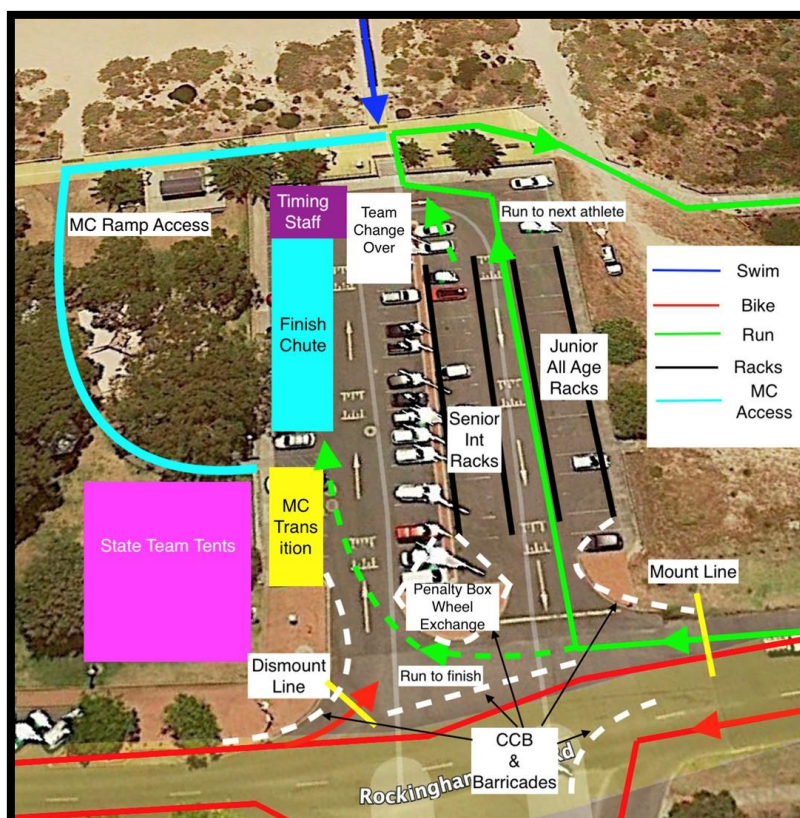 Timing
Staff
Team
Change
Over
Run to next athlete
MC Ramp Access
Finish
Chute
Swim
Bike
Run
Racks
MC
Access
Junior
All Age
Racks
Senior
Int
Racks
MC
Trans
ition
State Team Tents
Mount Line
Penalty Box
Wheel
Exchange
Dismount
Line
Run to finish
CCB
&
Barricades
Rockingha